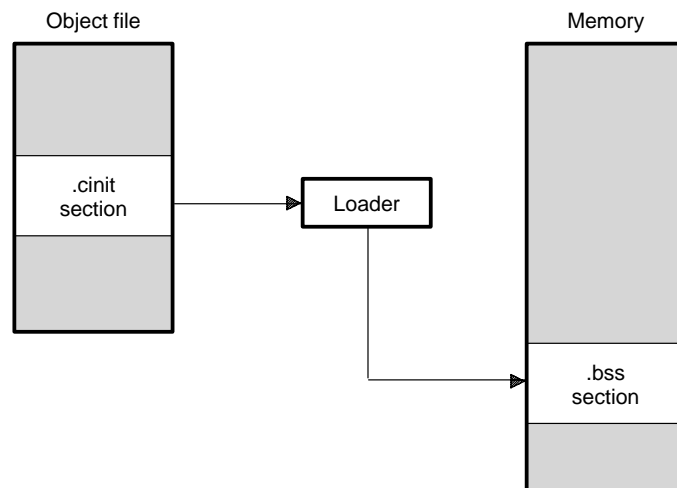 Object file
Memory
.cinit
section
Loader
.bss
section